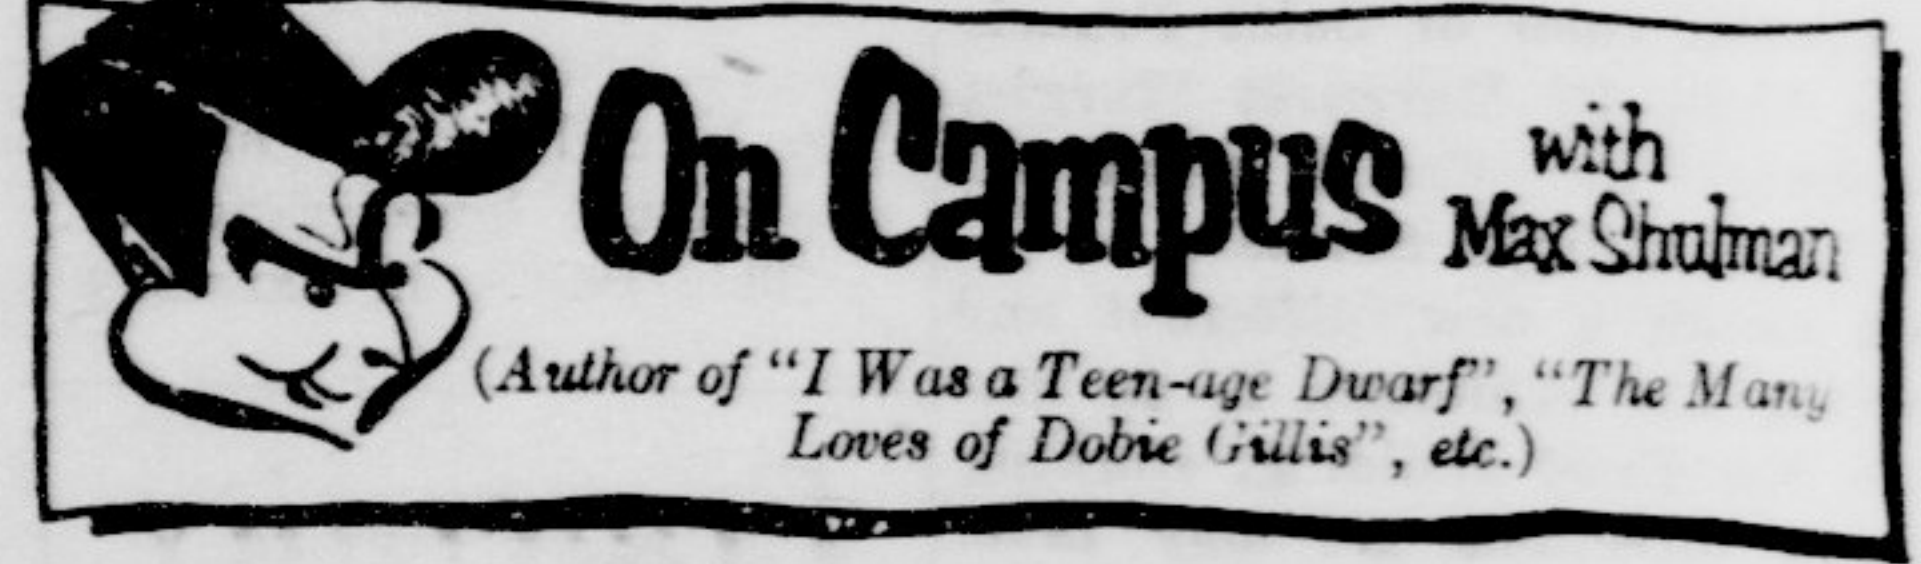 On Campus
with
Max Shulman
(Author of "I Was a Teen-age Dwarf", "The Many
Loves of Dobie Gillis", etc.)